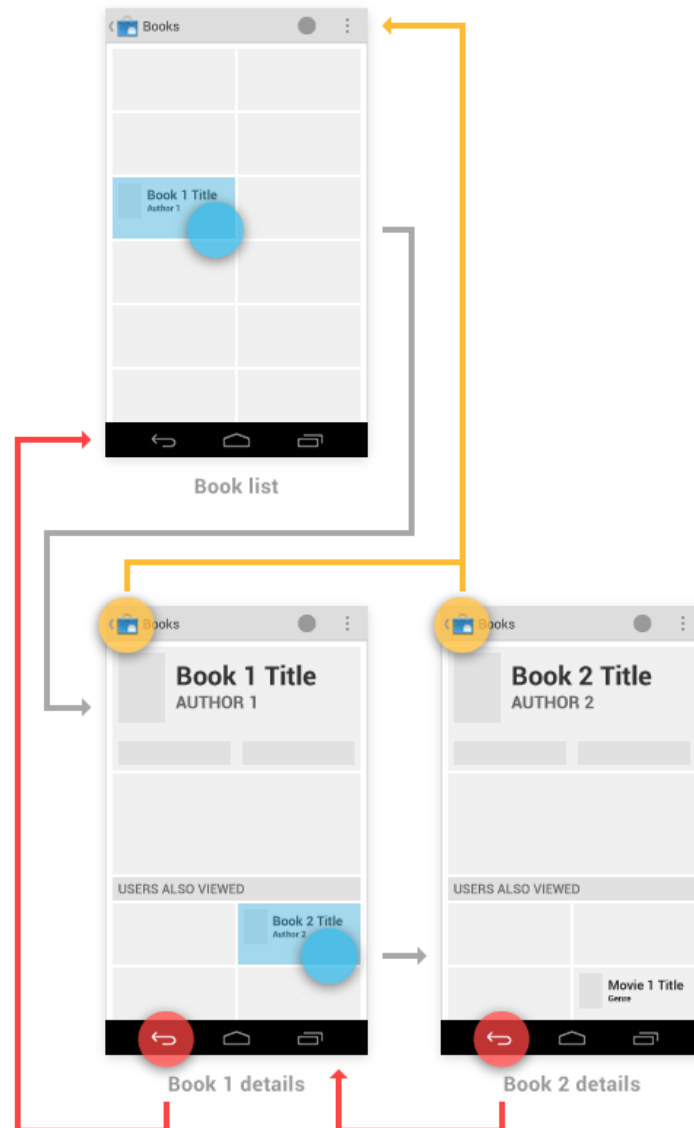 Books
Book 1 Title
Author 1
Book list
Books
Book 1 Title
AUTHOR 1
USERS ALSO VIEWED
Book 2 Title
Author 2
Book 1 details
Books
Book 2 Title
AUTHOR 2
USERS ALSO VIEWED
Movie 1 Title
Genre
Book 2 details